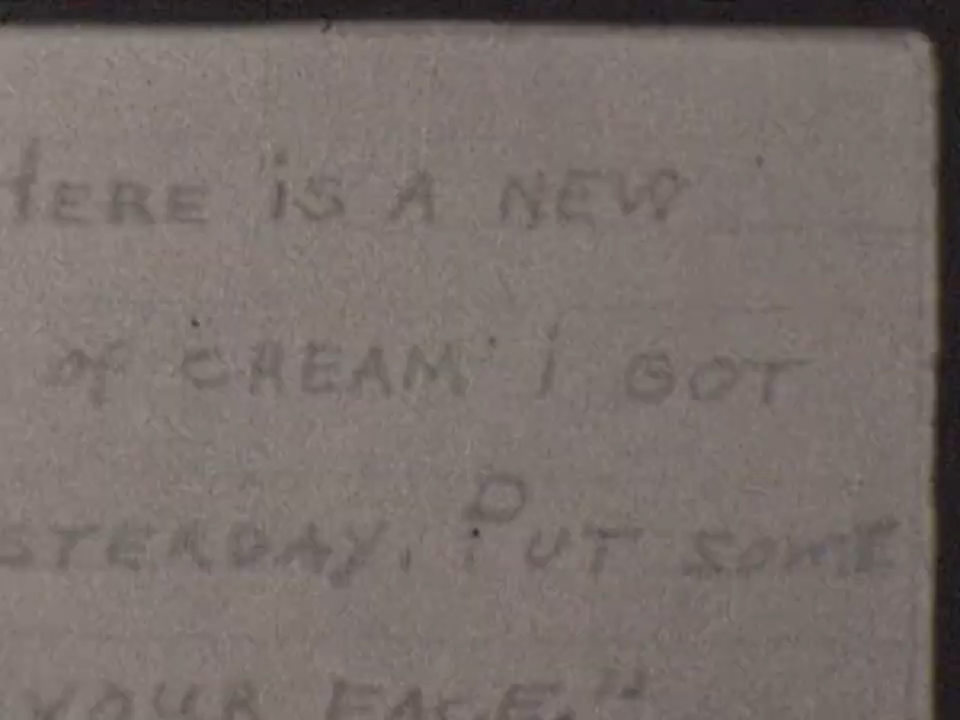 HERE iS A NEW
of CREAM i GOT
STERDAY. PUT SOME
YOUR FACE."